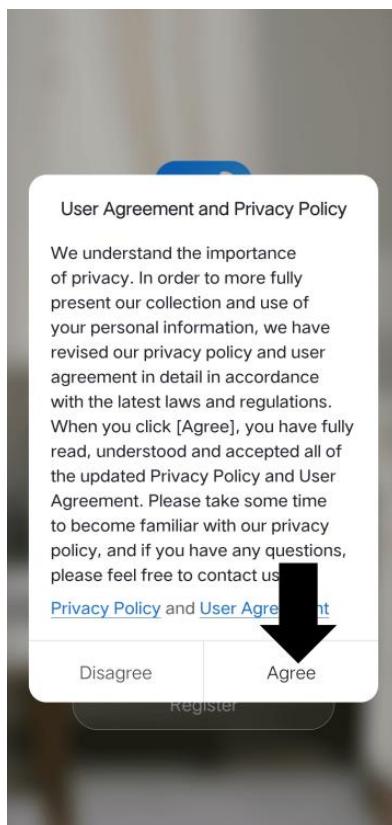 User Agreement and Privacy Policy
We understand the importance
of privacy. In order to more fully
present our collection and use of
your personal information, we have
revised our privacy policy and user
agreement in detail in accordance
with the latest laws and regulations.
When you click [Agree], you have fully
read, understood and accepted all of
the updated Privacy Policy and User
Agreement. Please take some time
to become familiar with our privacy
policy, and if you have any questions,
please feel free to contact us
Privacy Policy and User
Disagree
Agree
Register